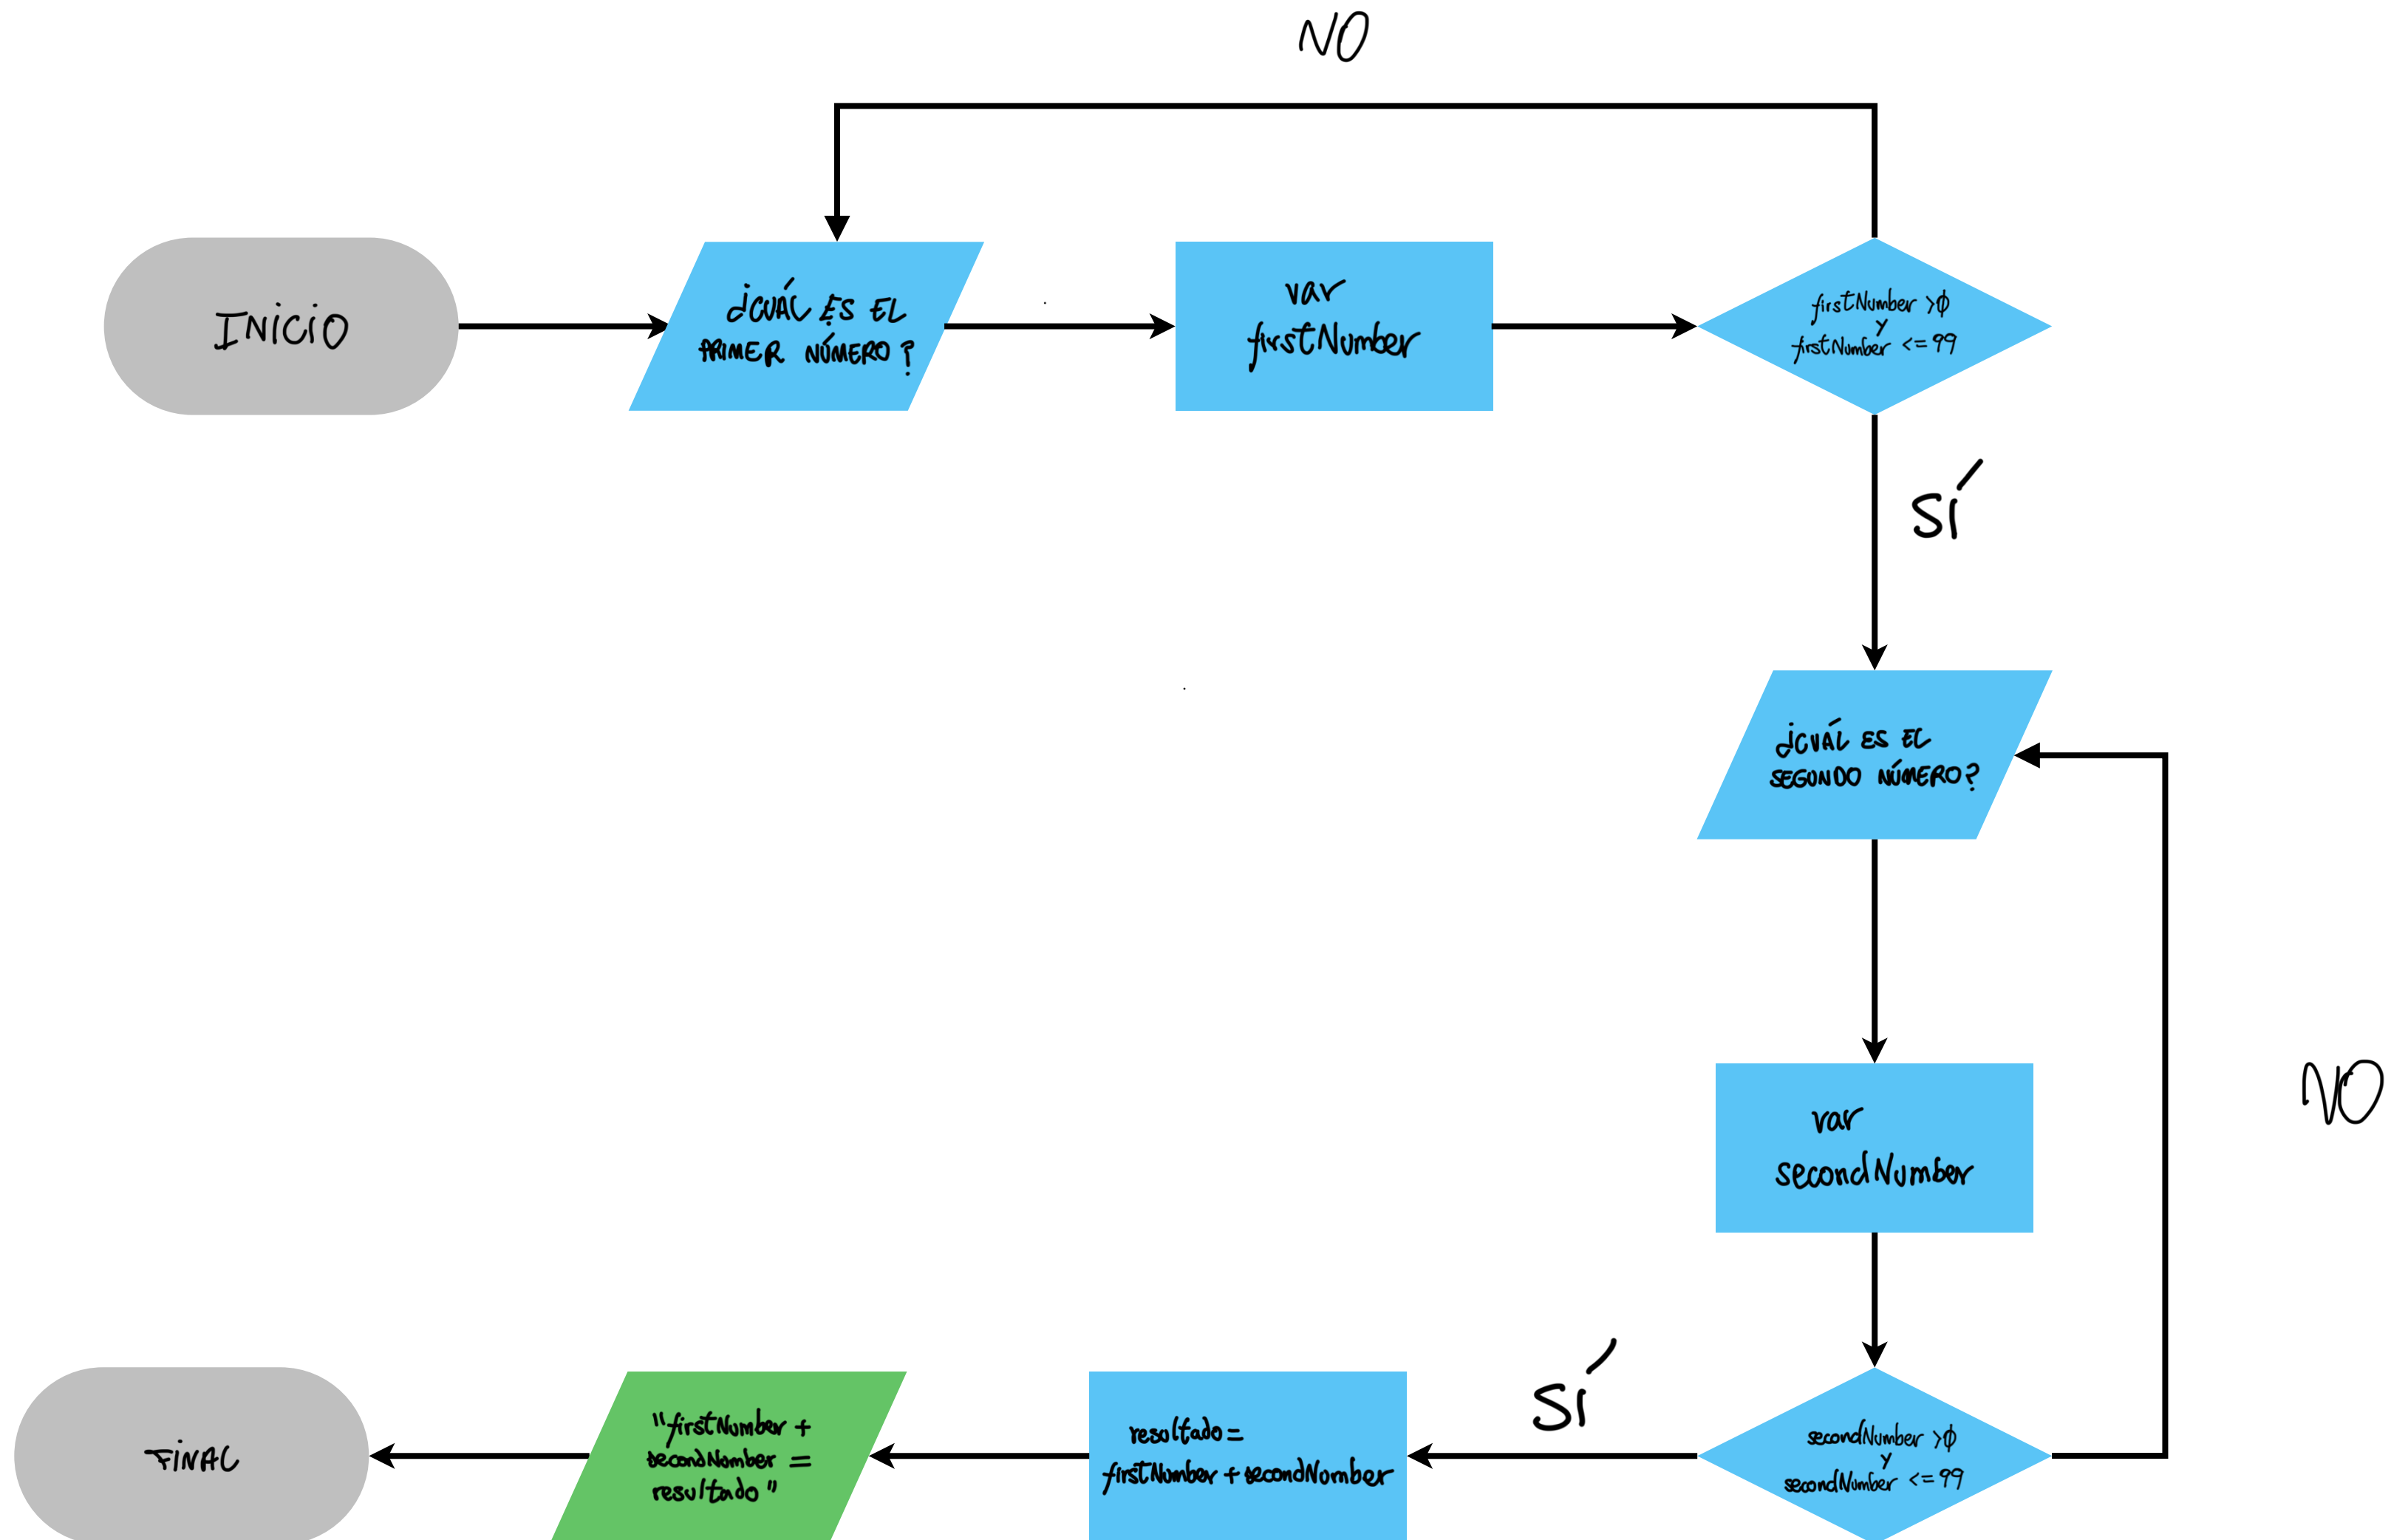 NO
INICIO
¿CUÁL ES EL
PRIMER NÚMERO?
var
firstNumber
firstNumber >0
y
firstNumber <= 99
SÍ
¿CUÁL ES EL
SEGUNDO NÚMERO?
var
secondNumber
NO
secondNumber >0
y
secondNumber <= 99
SÍ
resultado =
firstNumber + secondNumber
"firstNumber +
secondNumber =
resultado"
FINAL